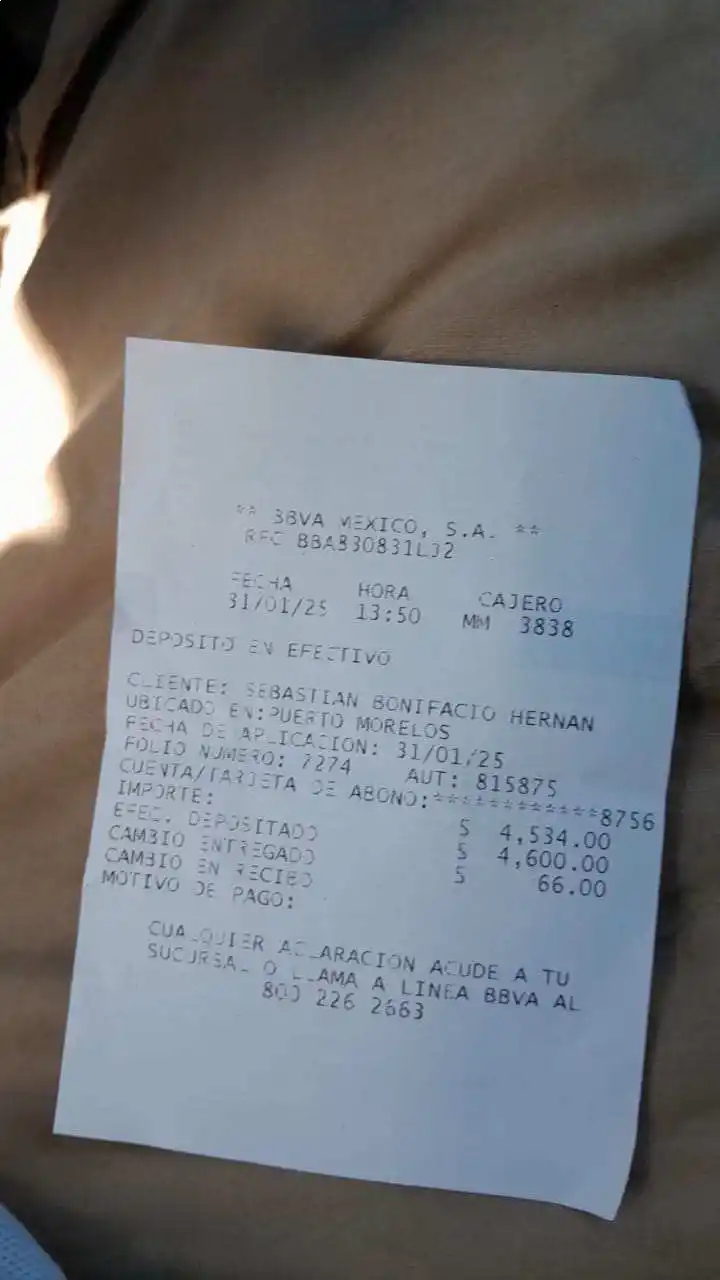 ** BBVA MEXICO, S.A. **
RFC BBA830831LJ2
FECHA HORA CAJERO
31/01/25 13:50 MM 3838
DEPOSITO EN EFECTIVO
CLIENTE: SEBASTIAN BONIFACIO HERNAN
UBICADO EN:PUERTO MORELOS
FECHA DE APLICACION: 31/01/25
FOLIO NUMERO: 7274 AUT: 815875
CUENTA/TARJETA DE ABONO:************8756
IMPORTE: $ 4,534.00
EFEC. DEPOSITADO $ 4,600.00
CAMBIO ENTREGADO $ 66.00
CAMBIO EN RECIBO
MOTIVO DE PAGO:
CUALQUIER ACLARACION ACUDE A TU
SUCURSAL O LLAMA A LINEA BBVA AL
800 226 2663